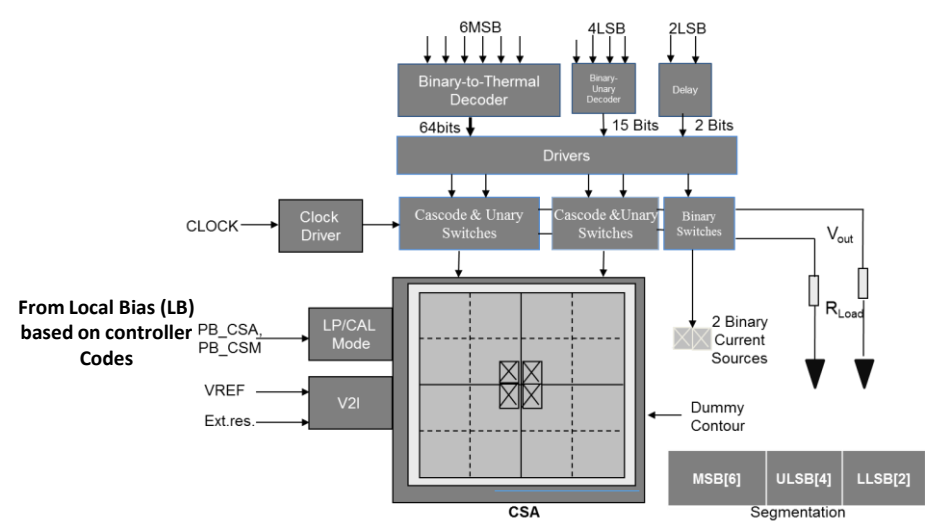 6MSB
4LSB
2LSB
Binary-to-Thermal
Decoder
Binary-
Unary
Decoder
Delay
64bits
15 Bits
2 Bits
Drivers
CLOCK
Clock
Driver
Cascode & Unary
Switches
Cascode &Unary
Switches
Binary
Switches
Vout
RLoad
From Local Bias (LB)
based on controller
Codes
PB_CSA,
PB_CSM
LP/CAL
Mode
2 Binary
Current
Sources
VREF
Ext.res.
V2I
Dummy
Contour
MSB[6]
ULSB[4]
LLSB[2]
CSA
Segmentation